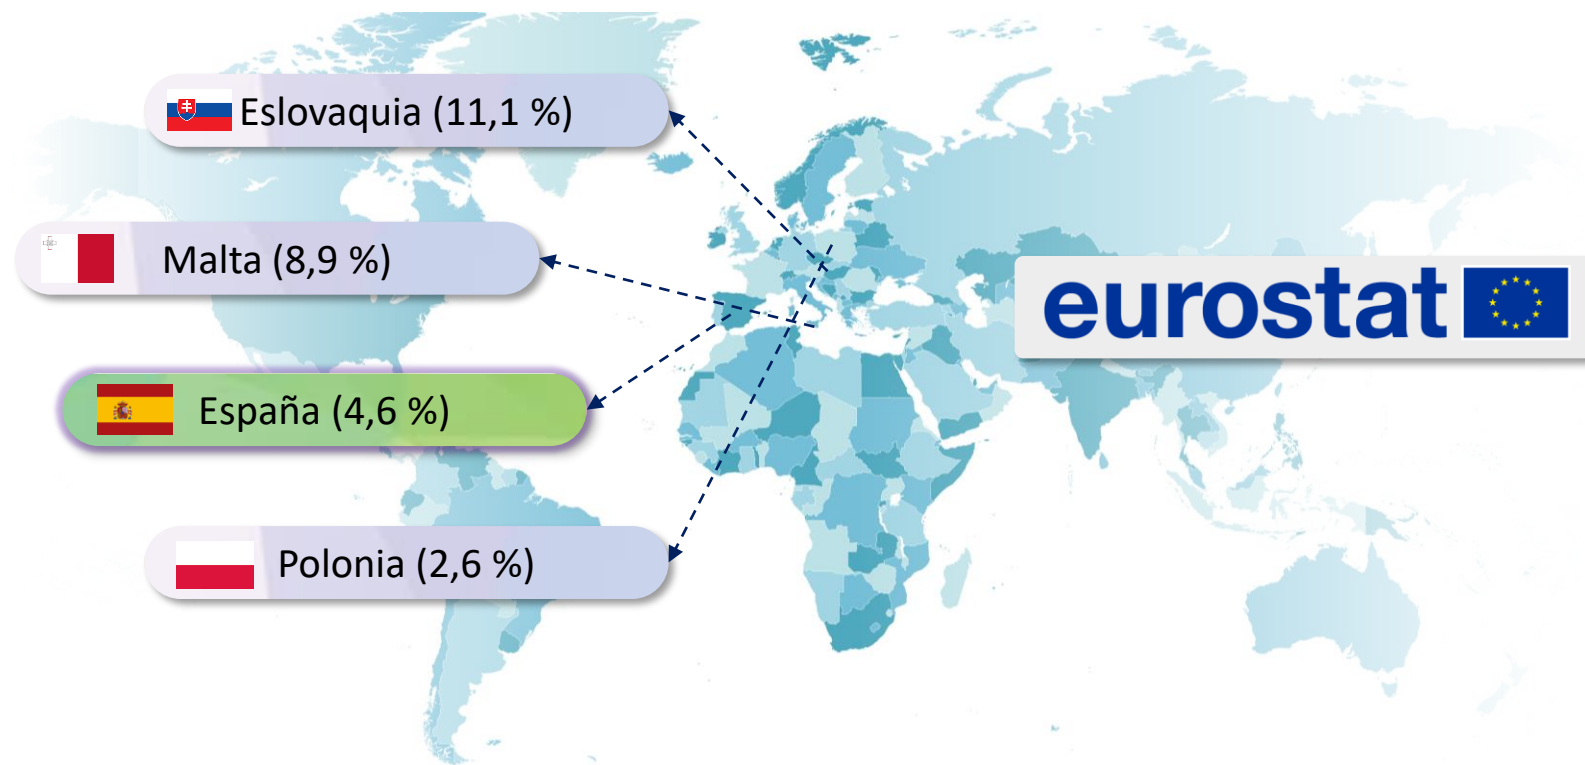 Eslovaquia (11,1 %)
Malta (8,9 %)
eurostat
España (4,6 %)
Polonia (2,6 %)